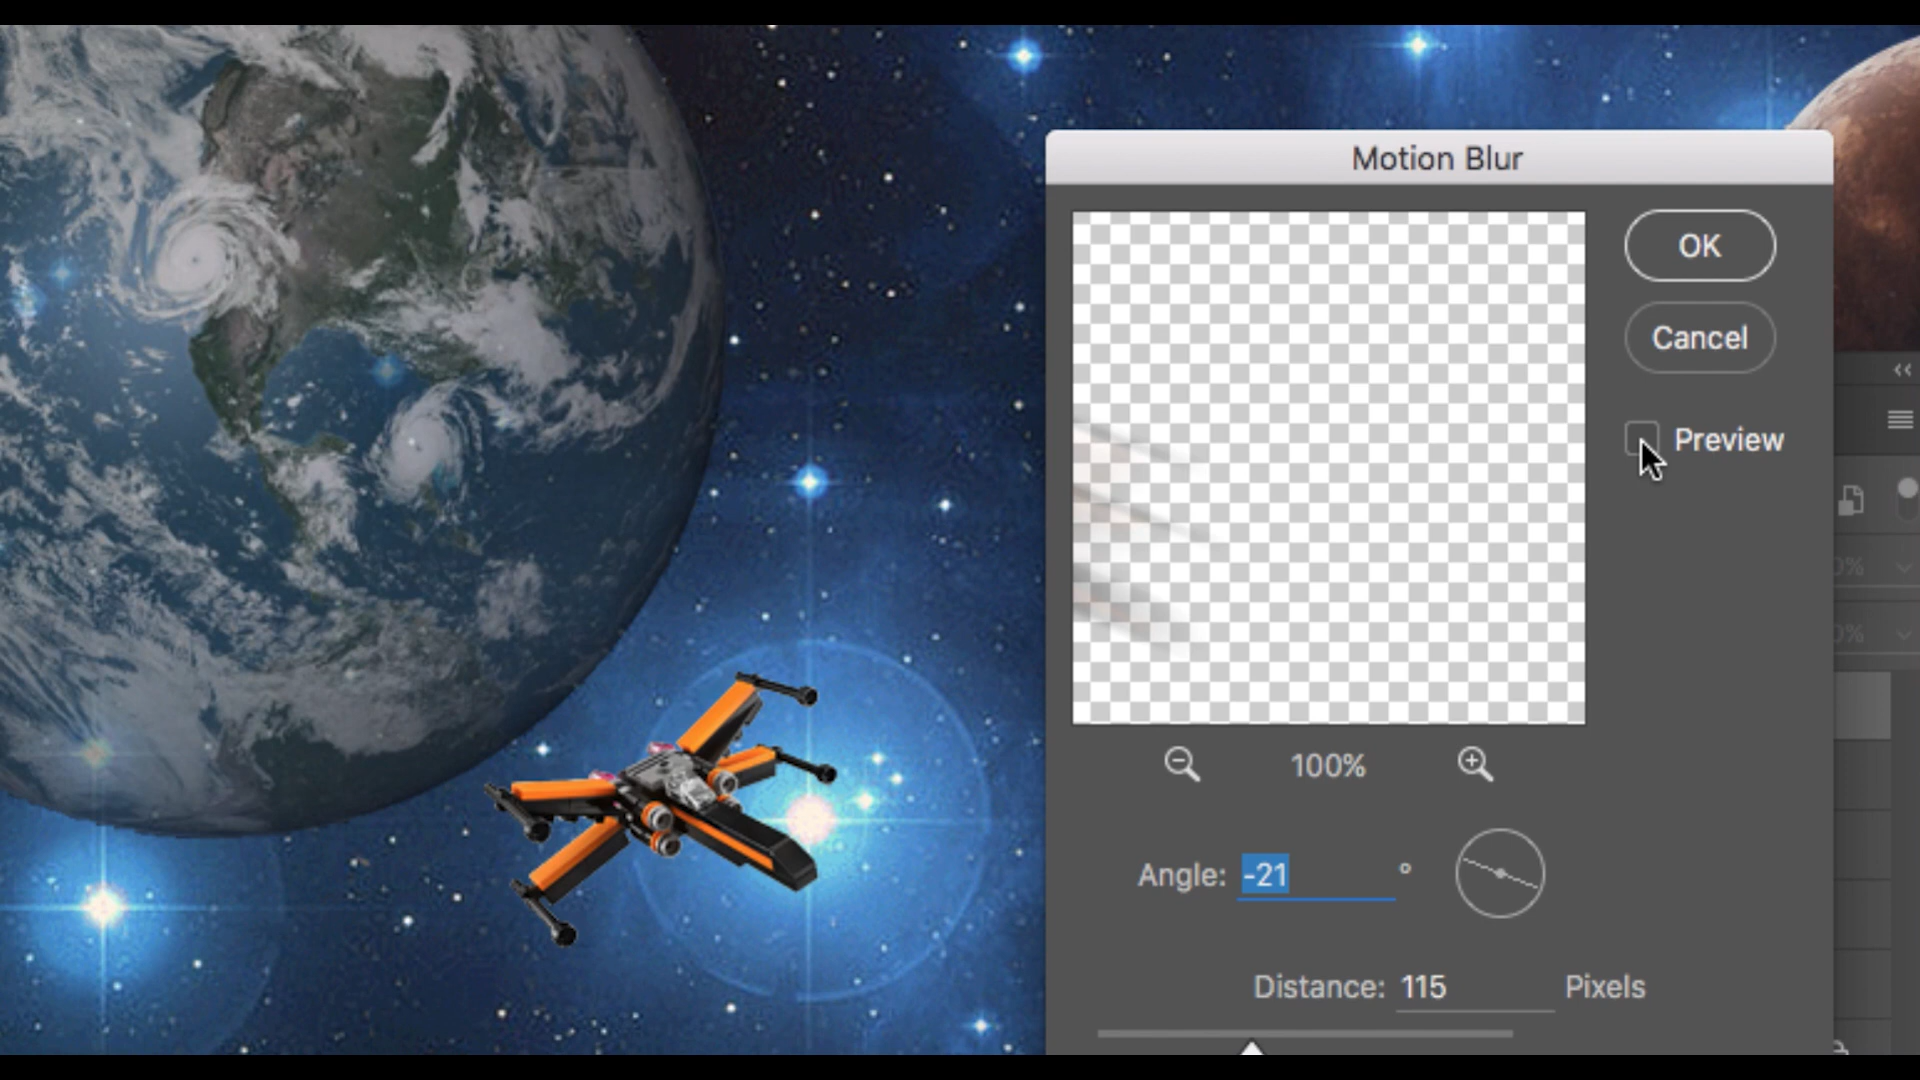 Motion Blur
OK
Cancel
Preview
100%
Angle: -21 °
Distance: 115 Pixels